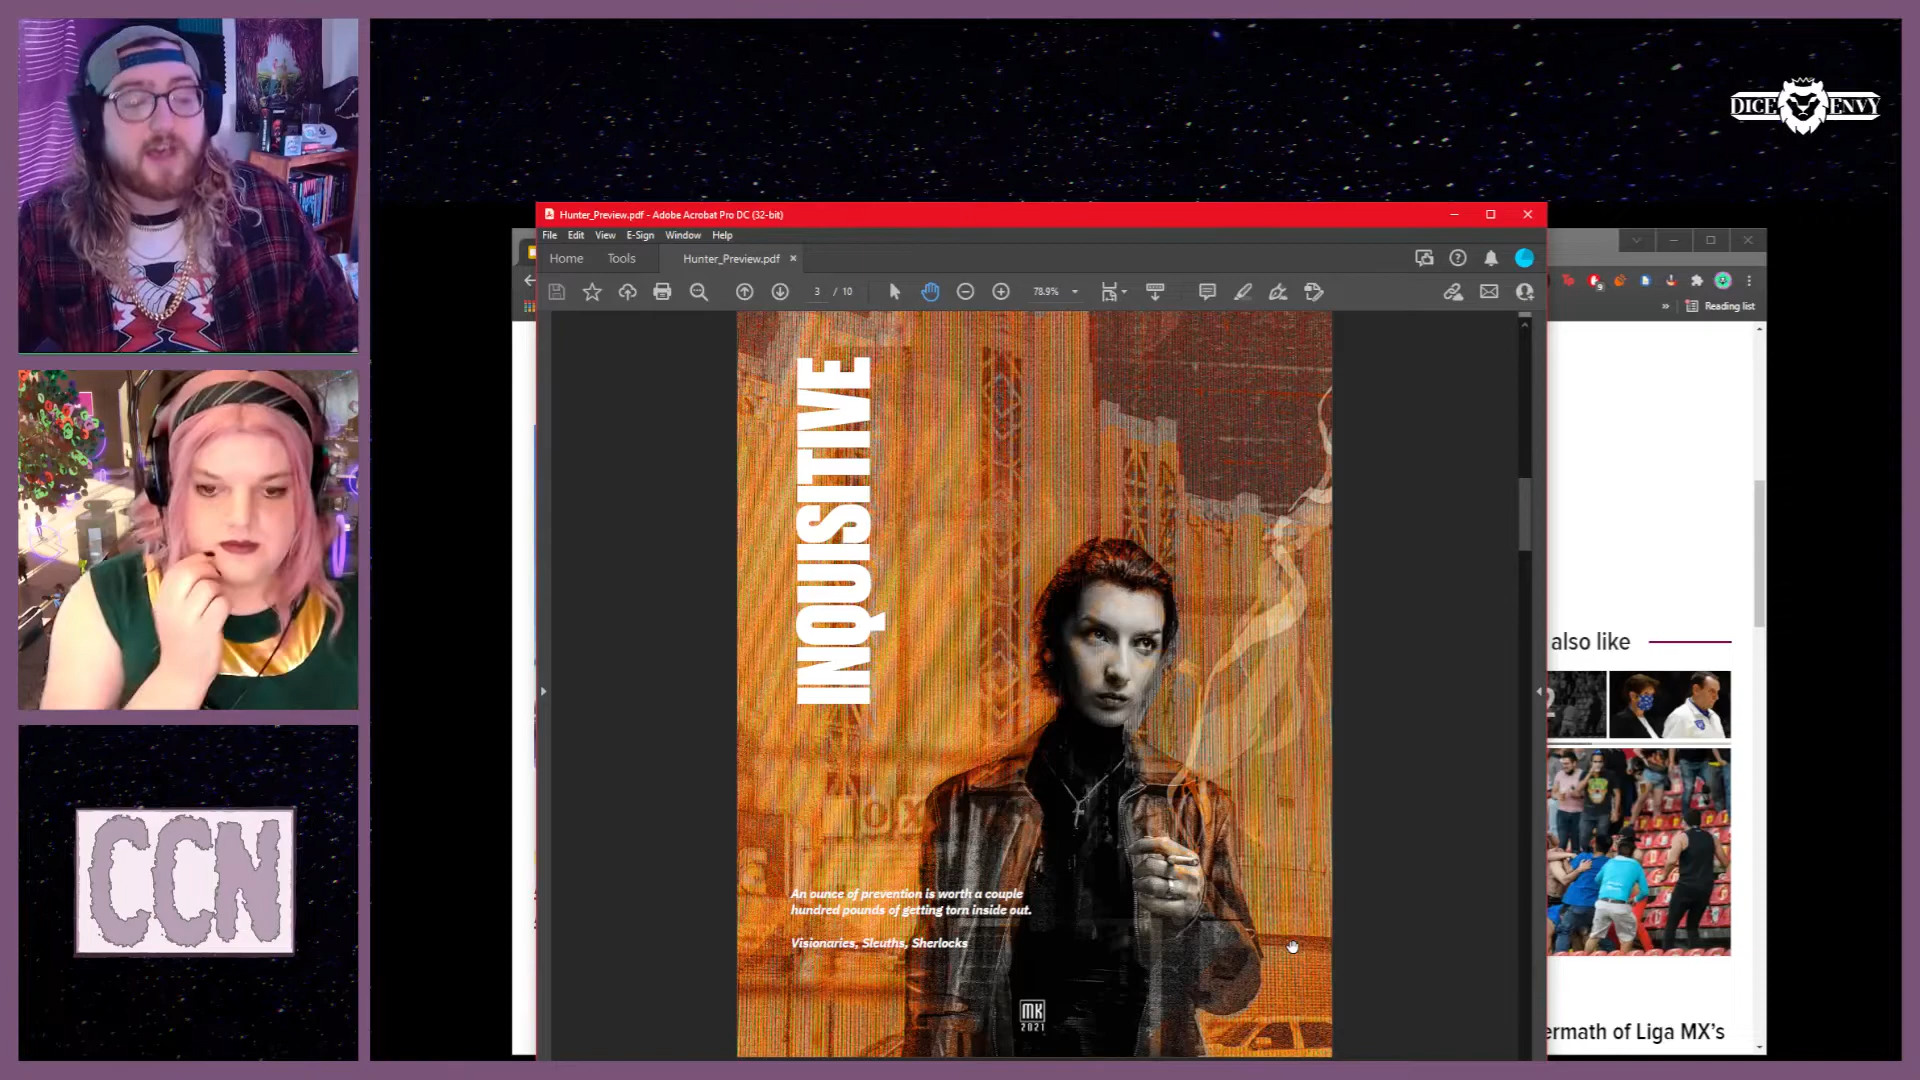 DICE ENVY
Hunter_Preview.pdf - Adobe Acrobat Pro DC (32-bit)
File Edit View E-Sign Window Help
Home Tools Hunter_Preview.pdf
3 / 10 78.9%
Reading list
INQUISITIVE
also like
An ounce of prevention is worth a couple
hundred pounds of getting torn inside out.
Visionaries, Sleuths, Sherlocks
MK
2021
CCN
ermath of Liga MX's